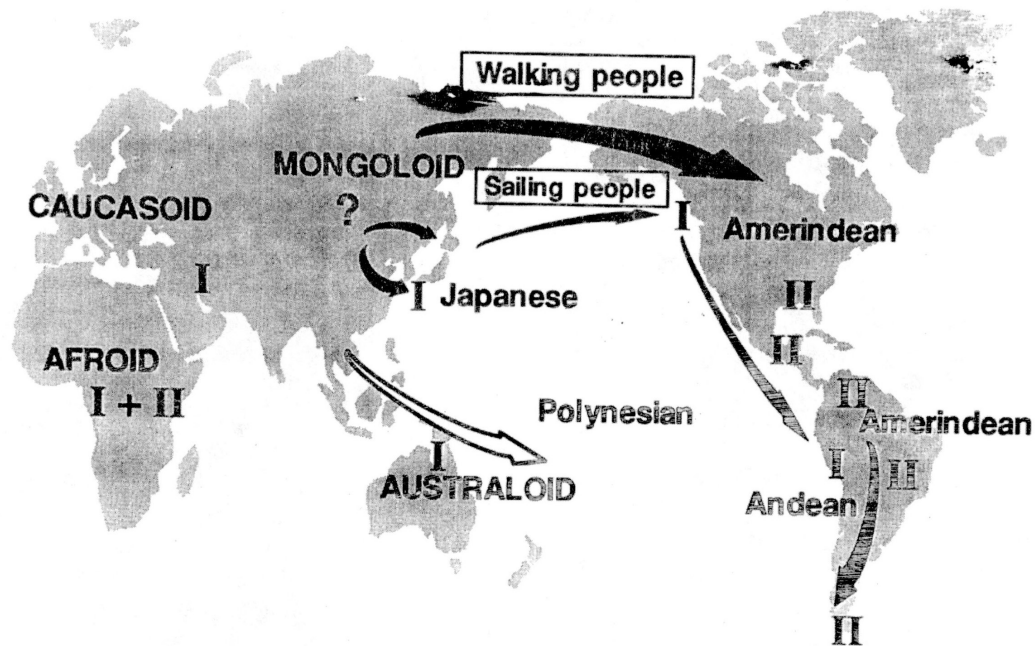 Walking people
MONGOLOID
Sailing people
?
CAUCASOID
I
Amerindean
I
II
I Japanese
II
AFROID
I + II
II
Polynesian
Amerindean
I
I
II
AUSTRALOID
Andean
II